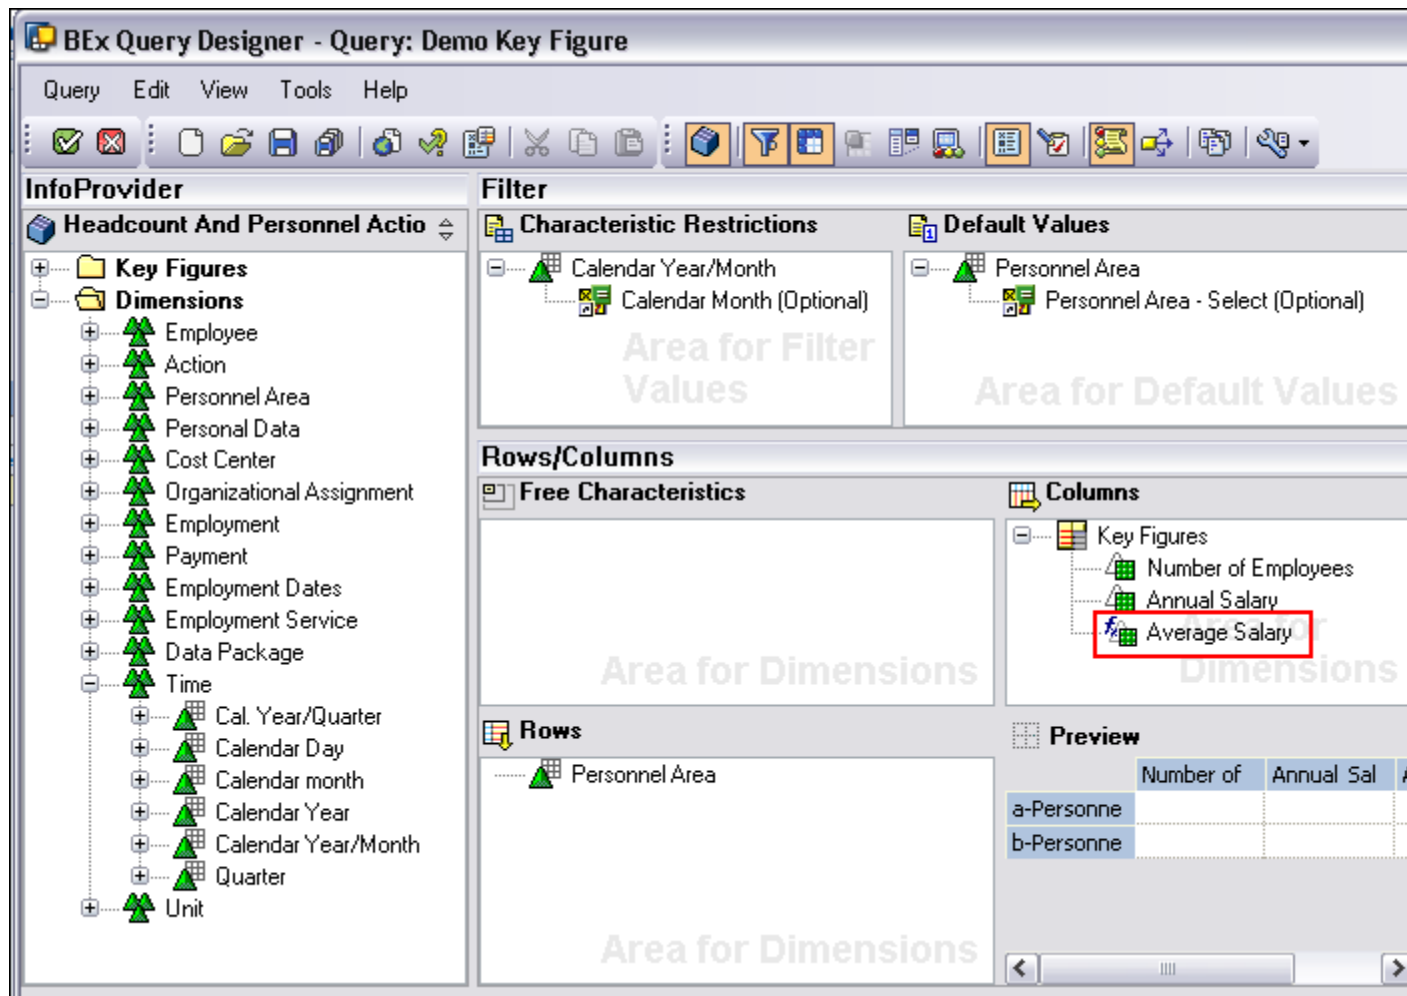 BEx Query Designer - Query: Demo Key Figure
Query Edit View Tools Help
InfoProvider
Headcount And Personnel Actio
Key Figures
Dimensions
Employee
Action
Personnel Area
Personal Data
Cost Center
Organizational Assignment
Employment
Payment
Employment Dates
Employment Service
Data Package
Time
Cal. Year/Quarter
Calendar Day
Calendar month
Calendar Year
Calendar Year/Month
Quarter
Unit
Filter
Characteristic Restrictions
Calendar Year/Month
Calendar Month (Optional)
Area for Filter
Values
Default Values
Personnel Area
Personnel Area - Select (Optional)
Area for Default Values
Rows/Columns
Free Characteristics
Area for Dimensions
Columns
Key Figures
Number of Employees
Annual Salary
Average Salary
Area for
Dimensions
Rows
Personnel Area
Area for Dimensions
Preview
Number of Annual Sal A
a-Personne
b-Personne